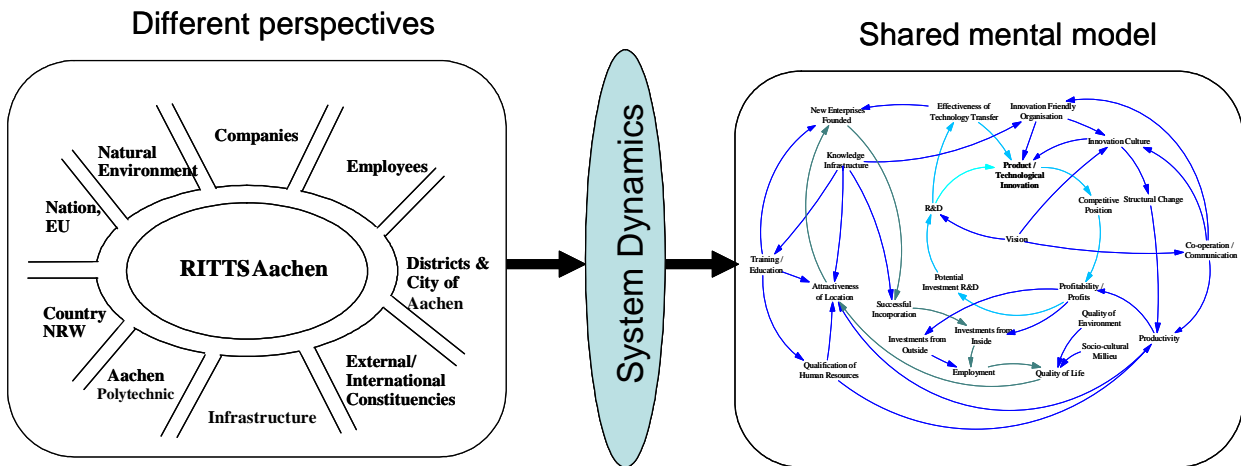 Different perspectives
Shared mental model
Companies
Natural
Environment
Employees
Nation,
EU
RITTS Aachen
Districts &
City of
Aachen
Country
NRW
Aachen
Polytechnic
Infrastructure
External/
International
Constituencies
System Dynamics
New Enterprises
Founded
Effectiveness of
Technology Transfer
Innovation Friendly
Organisation
Innovation Culture
Knowledge
Infrastructure
Product /
Technological
Innovation
R&D
Competitive
Position
Structural Change
Vision
Co-operation /
Communication
Training /
Education
Attractiveness
of Location
Potential
Investment R&D
Profitability /
Profits
Successful
Incorporation
Quality of
Environment
Investments from
Inside
Investments from
Outside
Socio-cultural
Millieu
Productivity
Qualification of
Human Resources
Employment
Quality of Life